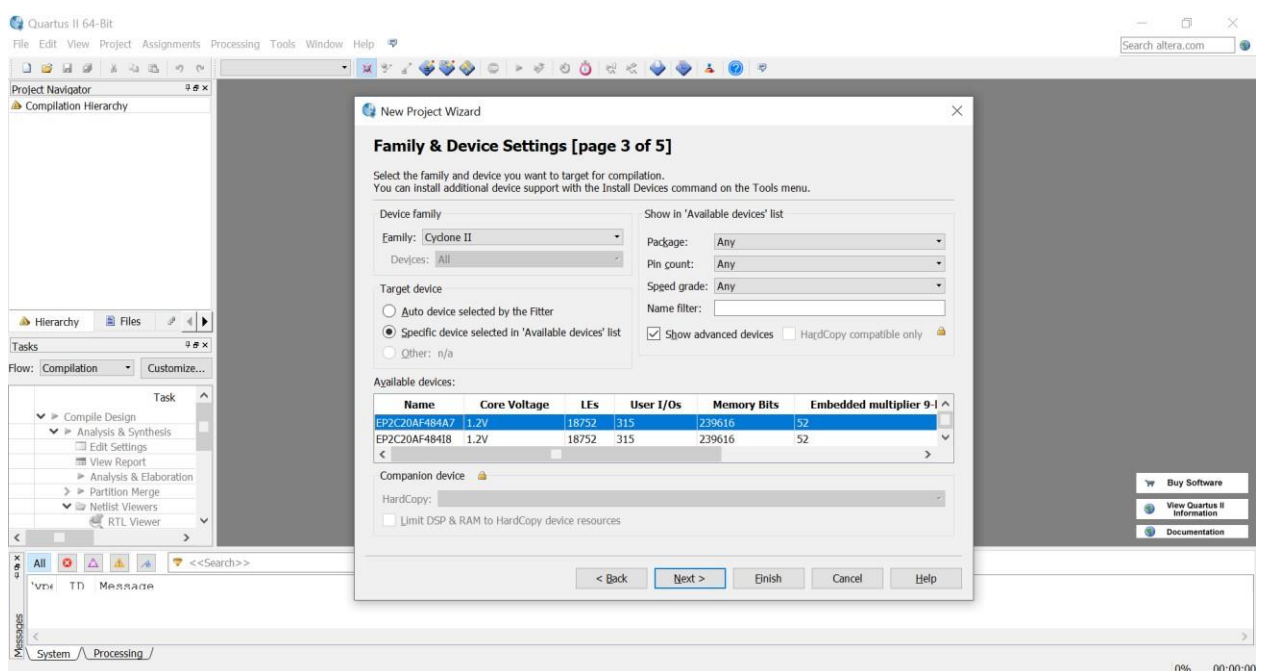 Quartus II 64-Bit
File Edit View Project Assignments Processing Tools Window Help
Search altera.com
Project Navigator
Compilation Hierarchy
Hierarchy Files
Tasks
Flow: Compilation Customize...
Task
Compile Design
Analysis & Synthesis
Edit Settings
View Report
Analysis & Elaboration
Partition Merge
Netlist Viewers
RTL Viewer
New Project Wizard
Family & Device Settings [page 3 of 5]
Select the family and device you want to target for compilation.
You can install additional device support with the Install Devices command on the Tools menu.
Device family
Family: Cyclone II
Devices: All
Target device
Auto device selected by the Fitter
Specific device selected in 'Available devices' list
Other: n/a
Show in 'Available devices' list
Package: Any
Pin count: Any
Speed grade: Any
Name filter:
Show advanced devices HardCopy compatible only
Available devices:
Name Core Voltage LEs User I/Os Memory Bits Embedded multiplier 9-
EP2C20AF484A7 1.2V 18752 315 239616 52
EP2C20AF484I8 1.2V 18752 315 239616 52
Companion device
HardCopy:
Limit DSP & RAM to HardCopy device resources
< Back Next > Finish Cancel Help
Buy Software
View Quartus II
Information
Documentation
All <<Search>>
ID Message
Messages
System Processing
0% 00:00:00